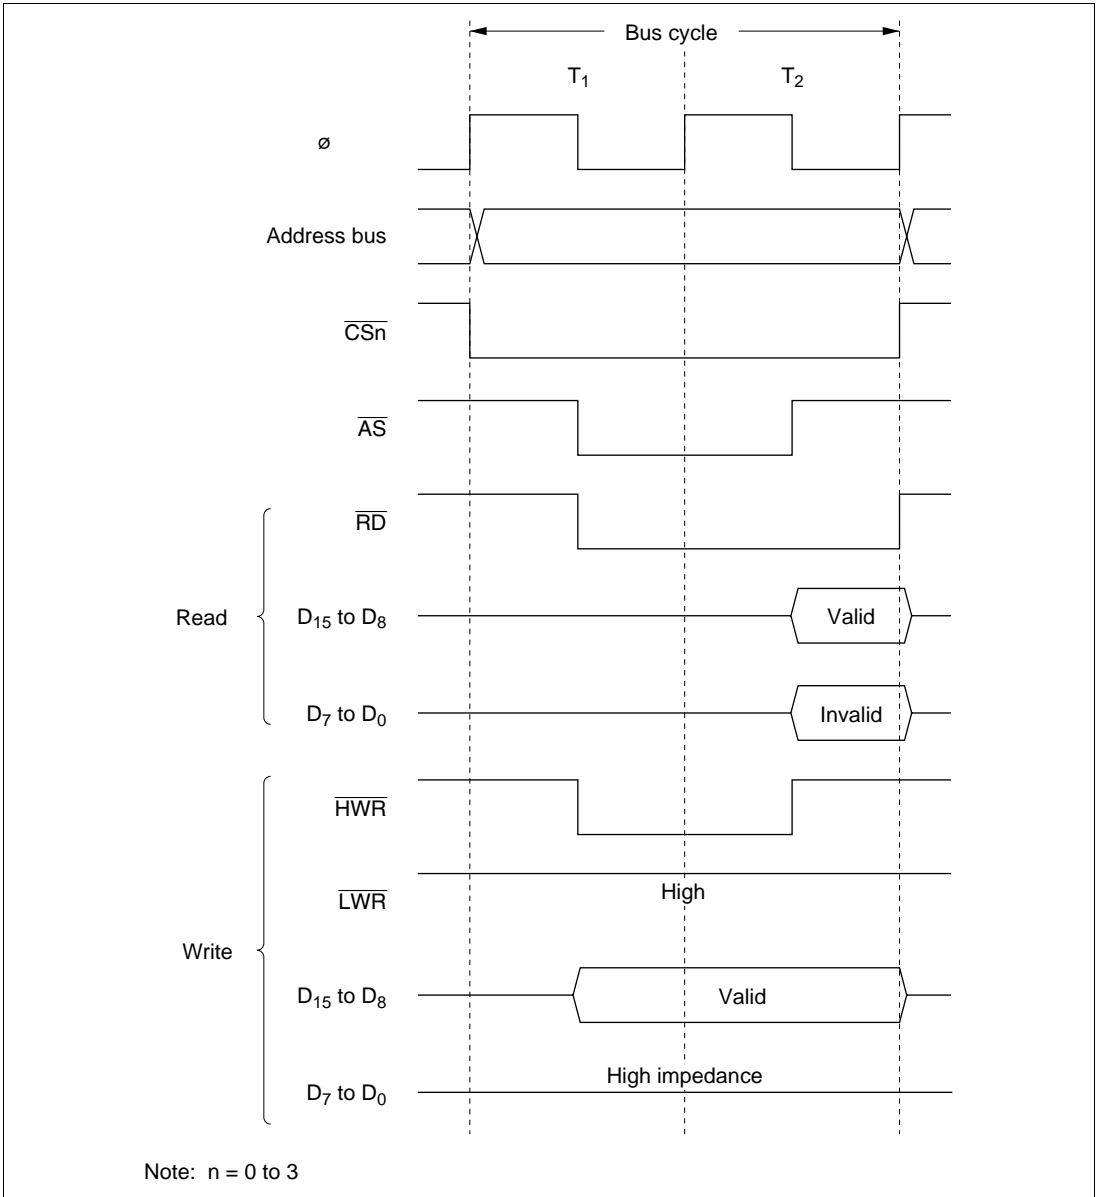 Bus cycle
T1 T2
ø
Address bus
CSn
AS
RD
Read D15 to D8 Valid
D7 to D0 Invalid
HWR
LWR High
Write
D15 to D8 Valid
D7 to D0 High impedance
Note: n = 0 to 3